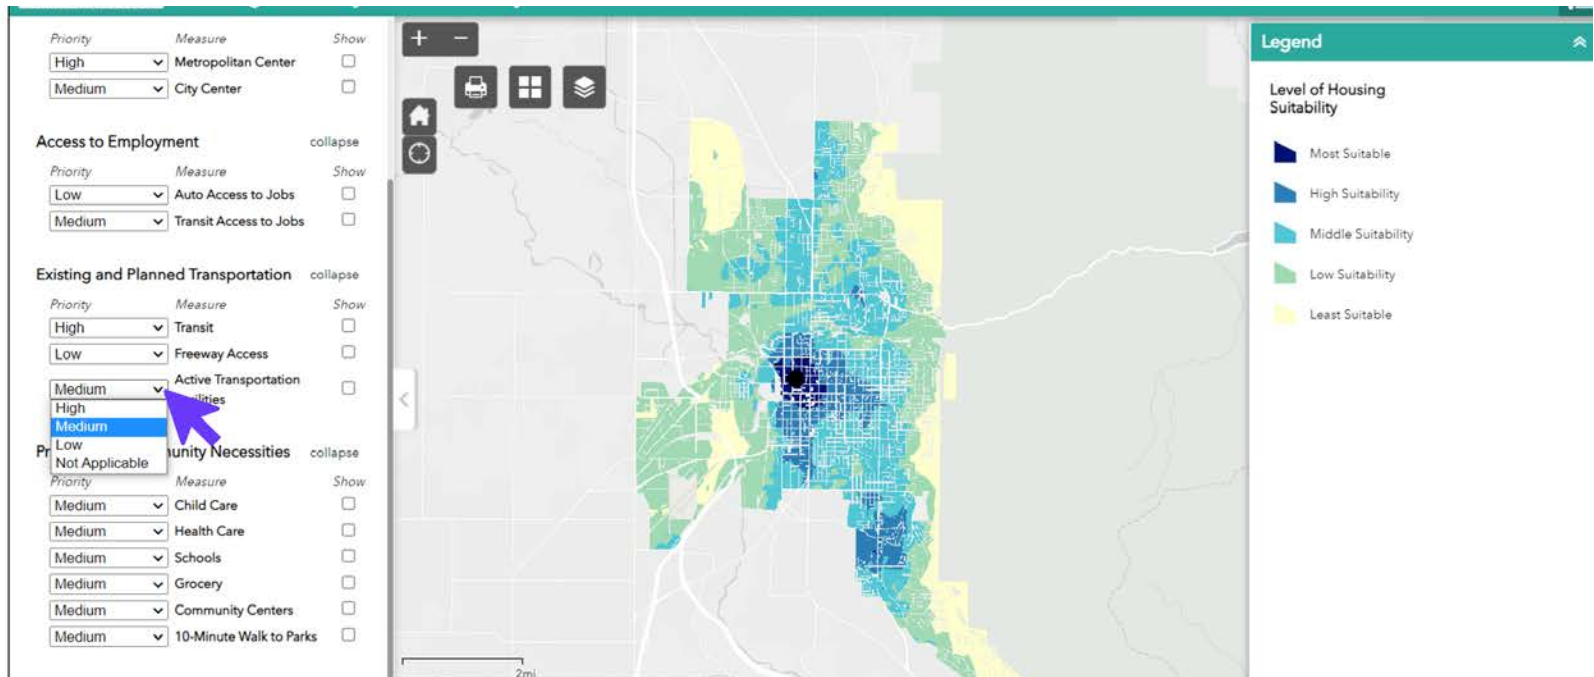 Priority Measure Show
High Metropolitan Center
Medium City Center
Access to Employment collapse
Priority Measure Show
Low Auto Access to Jobs
Medium Transit Access to Jobs
Existing and Planned Transportation collapse
Priority Measure Show
High Transit
Low Freeway Access
Medium Active Transportation
High
Medium
Low
Not Applicable
collapse
Necessities
Priority Measure Show
Medium Child Care
Medium Health Care
Medium Schools
Medium Grocery
Medium Community Centers
Medium 10-Minute Walk to Parks
+ −
2mi
Legend
Level of Housing
Suitability
Most Suitable
High Suitability
Middle Suitability
Low Suitability
Least Suitable